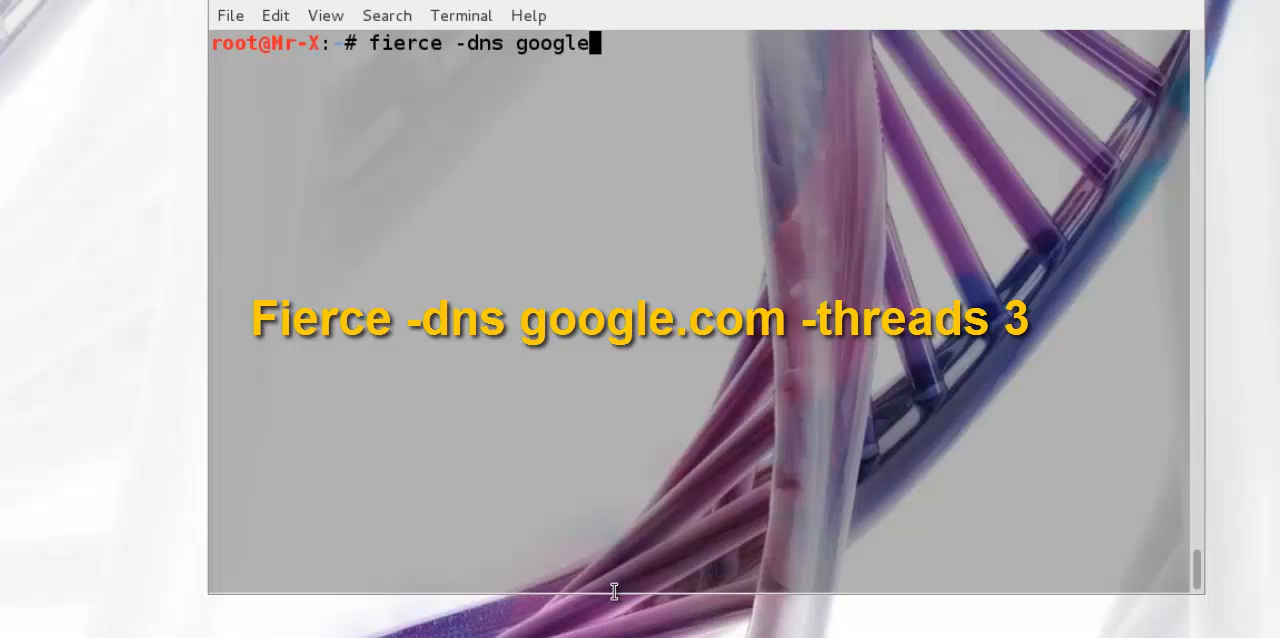 File Edit View Search Terminal Help
root@Mr-X:~# fierce -dns google
Fierce -dns google.com -threads 3